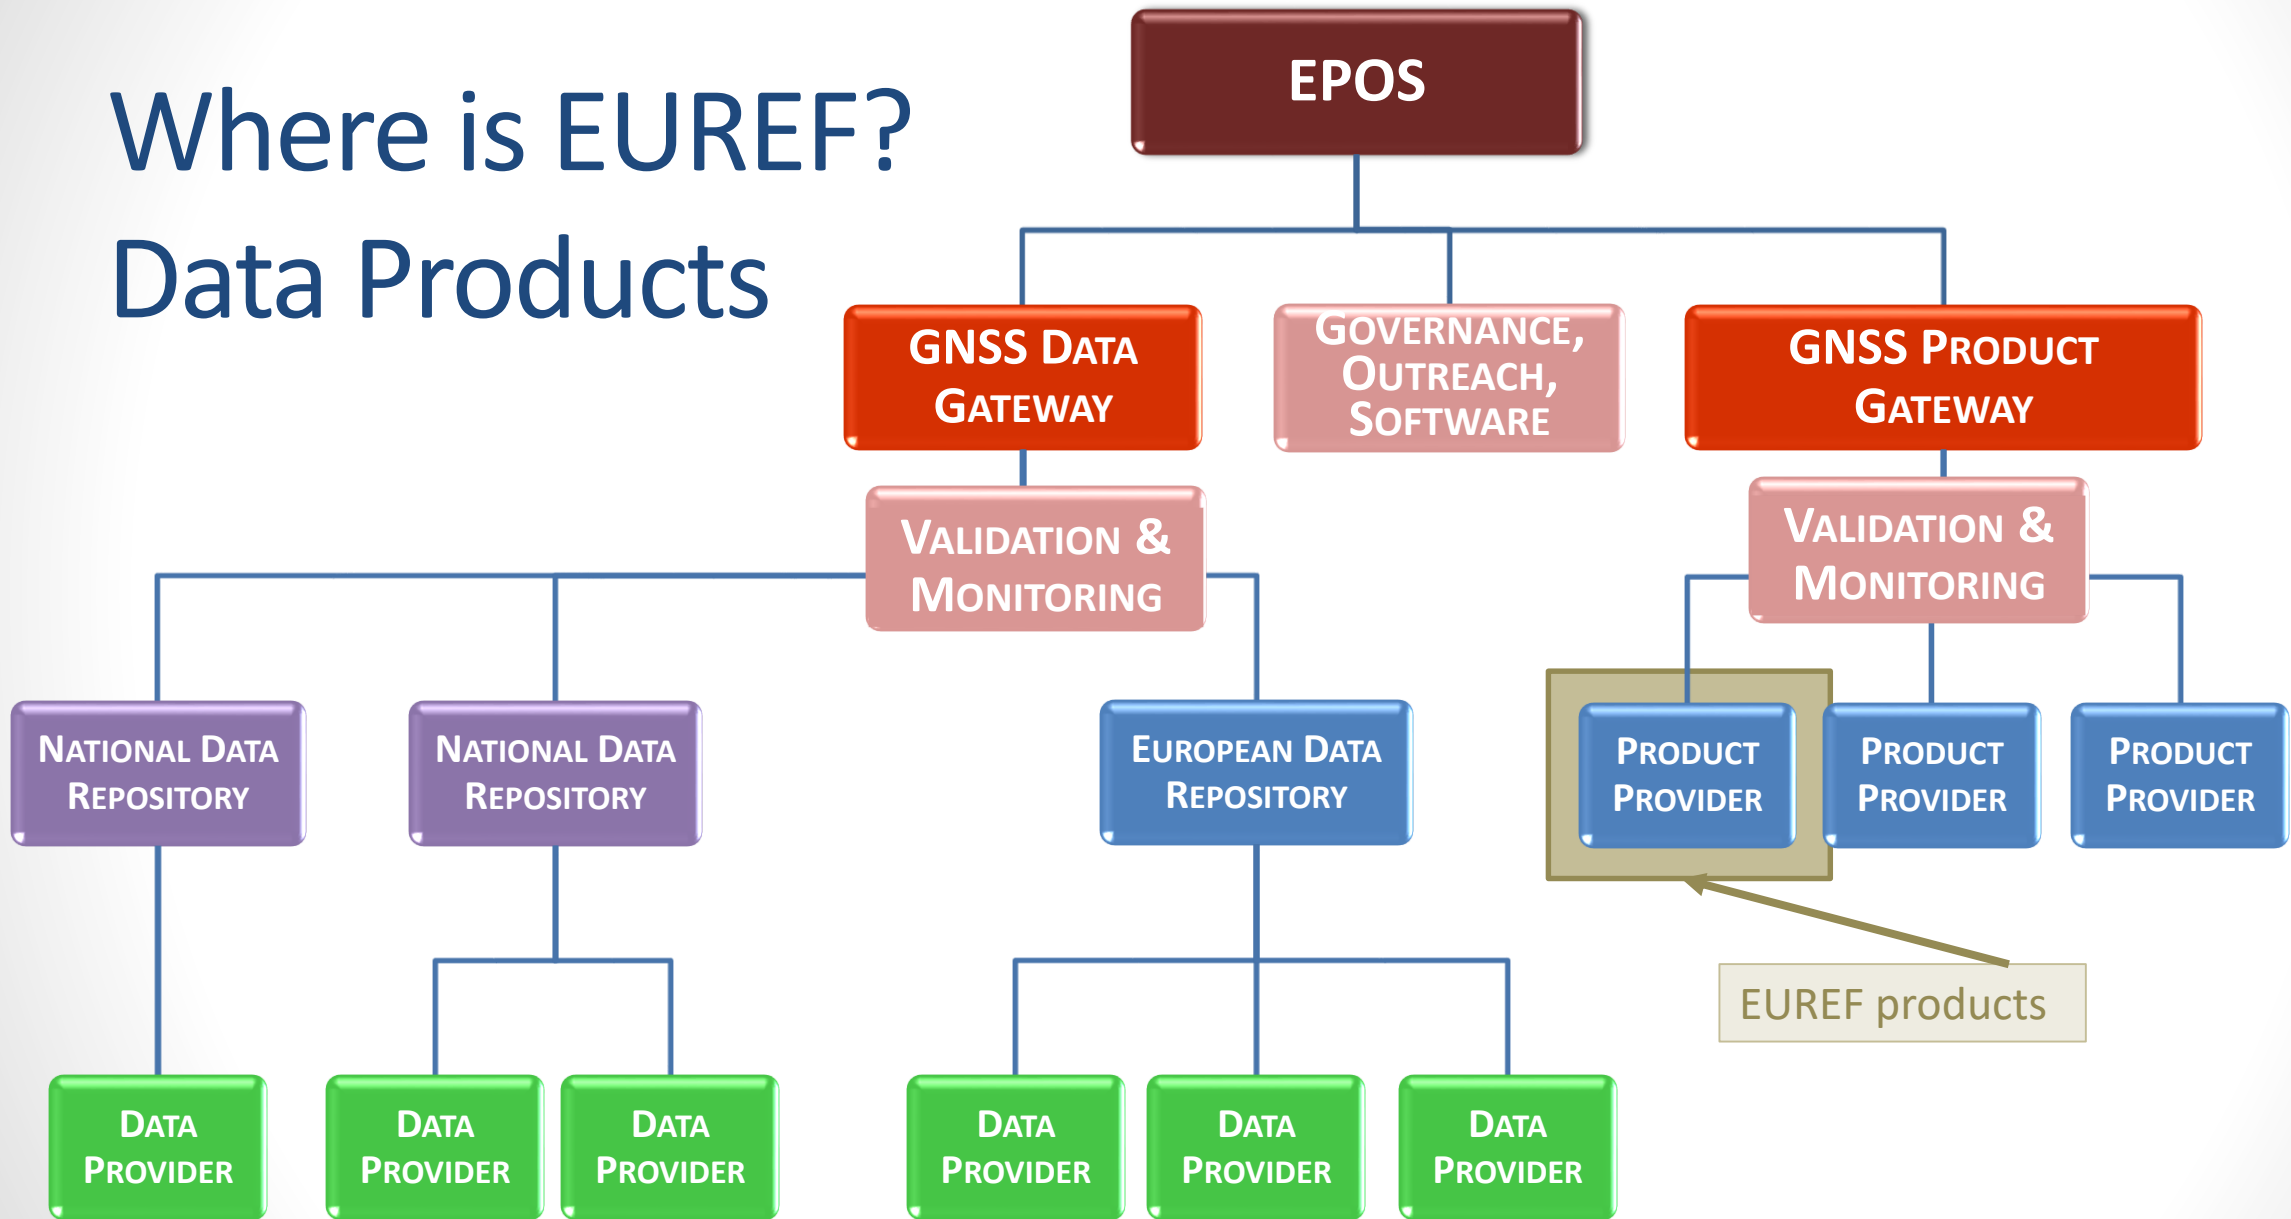 Where is EUREF?
Data Products
EPOS
GNSS DATA
GATEWAY
GOVERNANCE,
OUTREACH,
SOFTWARE
GNSS PRODUCT
GATEWAY
VALIDATION &
MONITORING
VALIDATION &
MONITORING
NATIONAL DATA
REPOSITORY
NATIONAL DATA
REPOSITORY
EUROPEAN DATA
REPOSITORY
PRODUCT
PROVIDER
PRODUCT
PROVIDER
PRODUCT
PROVIDER
EUREF products
DATA
PROVIDER
DATA
PROVIDER
DATA
PROVIDER
DATA
PROVIDER
DATA
PROVIDER
DATA
PROVIDER